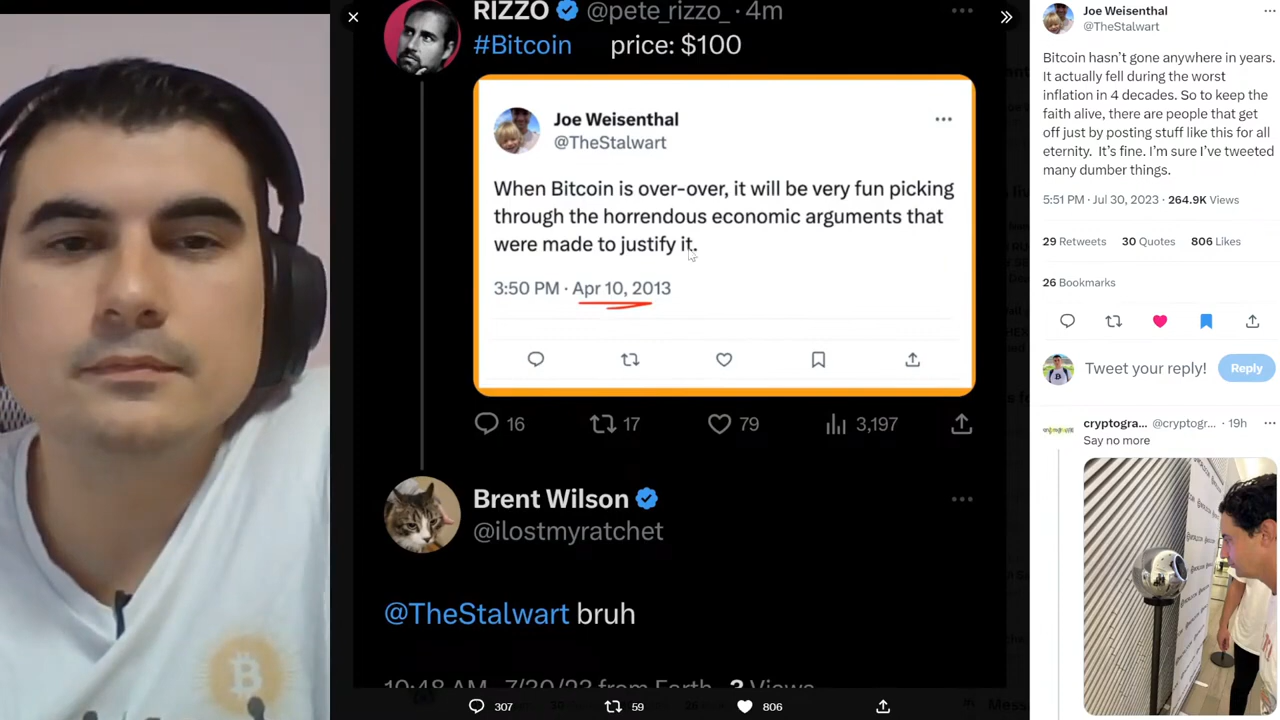 RIZZO @pete_rizzo_ · 4m
#Bitcoin price: $100
Joe Weisenthal
@TheStalwart
When Bitcoin is over-over, it will be very fun picking
through the horrendous economic arguments that
were made to justify it.
3:50 PM · Apr 10, 2013
16 17 79 3,197
Brent Wilson
@ilostmyratchet
@TheStalwart bruh
10:48 AM · 7/30/23 from Earth · 3 Views
307 59 806
Joe Weisenthal
@TheStalwart
Bitcoin hasn't gone anywhere in years.
It actually fell during the worst
inflation in 4 decades. So to keep the
faith alive, there are people that get
off just by posting stuff like this for all
eternity. It's fine. I'm sure I've tweeted
many dumber things.
5:51 PM · Jul 30, 2023 · 264.9K Views
29 Retweets 30 Quotes 806 Likes
26 Bookmarks
Tweet your reply! Reply
cryptogra... @cryptogr... · 19h
Say no more